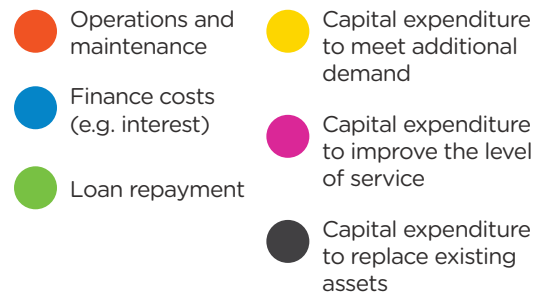 Operations and
maintenance
Finance costs
(e.g. interest)
Loan repayment
Capital expenditure
to meet additional
demand
Capital expenditure
to improve the level
of service
Capital expenditure
to replace existing
assets